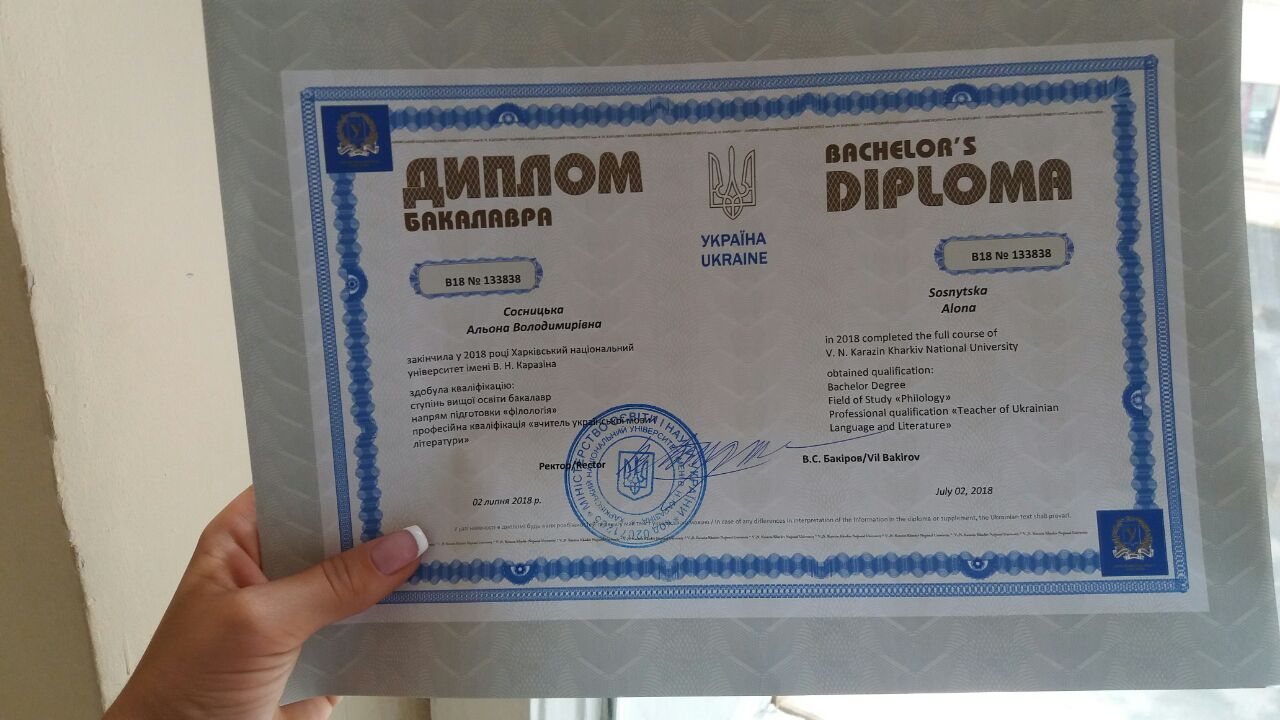 ДИПЛОМ
БАКАЛАВРА
В18 № 133838
Сосницька
Альона Володимирівна
закінчила у 2018 році Харківський національний
університет імені В. Н. Каразіна
здобула кваліфікацію:
ступінь вищої освіти бакалавр
напрям підготовки «філологія»
професійна кваліфікація «вчитель української мови і
літератури»
УКРАЇНА
UKRAINE
BACHELOR'S
DIPLOMA
B18 № 133838
Sosnytska
Alona
in 2018 completed the full course of
V. N. Karazin Kharkiv National University
obtained qualification:
Bachelor Degree
Field of Study «Philology»
Professional qualification «Teacher of Ukrainian
Language and Literature»
Ректор/Rector
В.С. Бакіров/Vil Bakirov
02 липня 2018 р.
July 02, 2018
МІНІСТЕРСТВО ОСВІТИ І НАУКИ УКРАЇНИ
In case of any differences in interpretation of the information in the diploma or supplement, the Ukrainian text shall prevail.